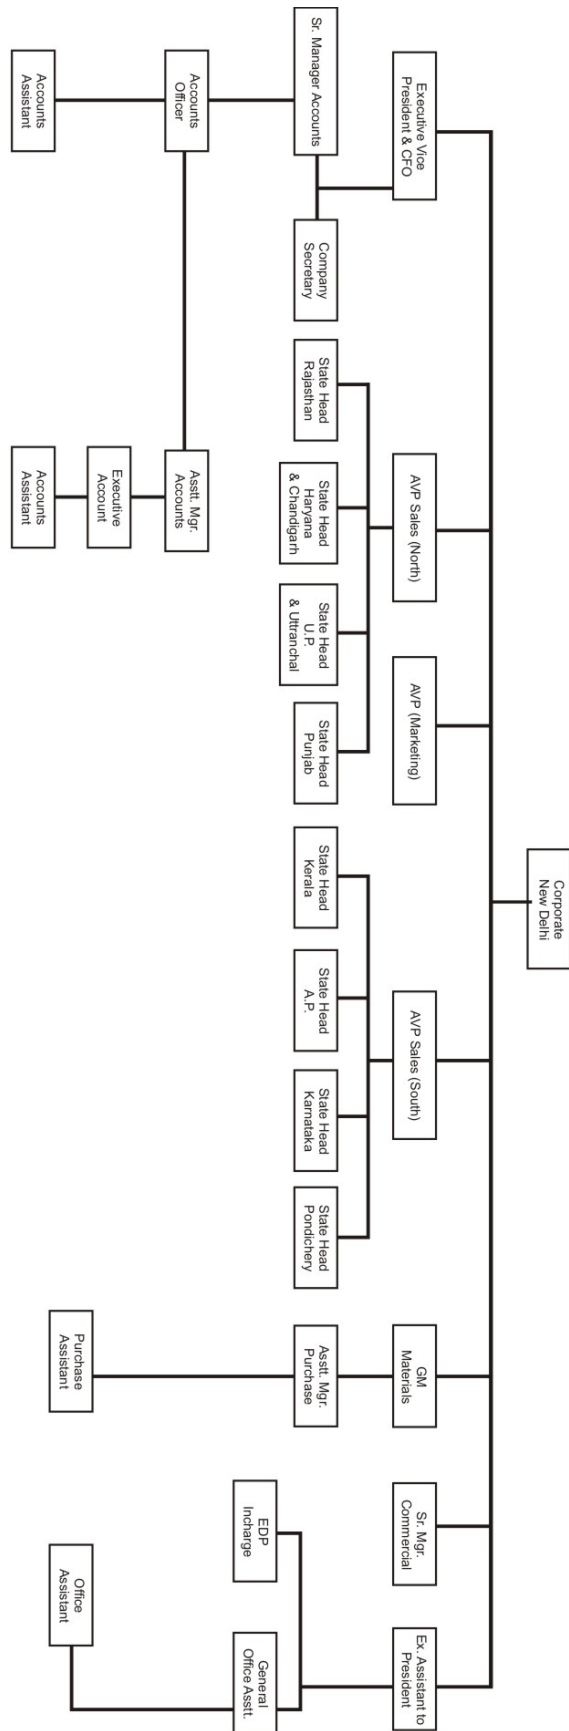 Corporate
New Delhi
Executive Vice
President & CFO
AVP Sales (North)
AVP (Marketing)
AVP Sales (South)
GM
Materials
Sr. Mgr.
Commercial
Ex. Assistant to
President
Sr. Manager Accounts
Company
Secretary
State Head
Rajasthan
State Head
Haryana
& Chandigarh
State Head
U.P.
& Uttranchal
State Head
Punjab
State Head
Kerala
State Head
A.P.
State Head
Karnataka
State Head
Pondichery
Asstt. Mgr.
Purchase
EDP
Incharge
General
Office Asstt.
Accounts
Officer
Asstt. Mgr.
Accounts
Executive
Account
Accounts
Assistant
Accounts
Assistant
Purchase
Assistant
Office
Assistant